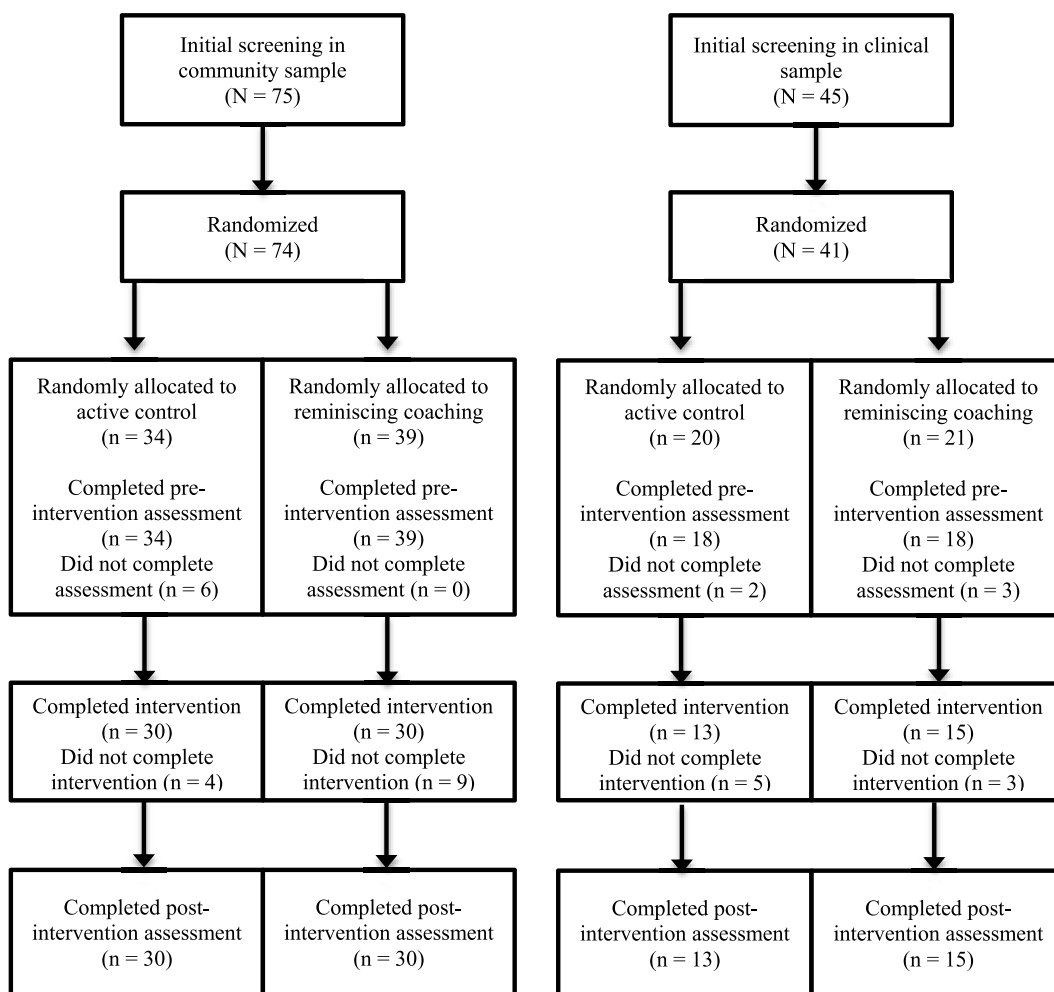 Initial screening in
community sample
(N = 75)
Initial screening in clinical
sample
(N = 45)
Randomized
(N = 74)
Randomized
(N = 41)
Randomly allocated to
active control
(n = 34)
Completed pre-
intervention assessment
(n = 34)
Did not complete
assessment (n = 6)
Randomly allocated to
reminiscing coaching
(n = 39)
Completed pre-
intervention assessment
(n = 39)
Did not complete
assessment (n = 0)
Randomly allocated to
active control
(n = 20)
Completed pre-
intervention assessment
(n = 18)
Did not complete
assessment (n = 2)
Randomly allocated to
reminiscing coaching
(n = 21)
Completed pre-
intervention assessment
(n = 18)
Did not complete
assessment (n = 3)
Completed intervention
(n = 30)
Did not complete
intervention (n = 4)
Completed intervention
(n = 30)
Did not complete
intervention (n = 9)
Completed intervention
(n = 13)
Did not complete
intervention (n = 5)
Completed intervention
(n = 15)
Did not complete
intervention (n = 3)
Completed post-
intervention assessment
(n = 30)
Completed post-
intervention assessment
(n = 30)
Completed post-
intervention assessment
(n = 13)
Completed post-
intervention assessment
(n = 15)